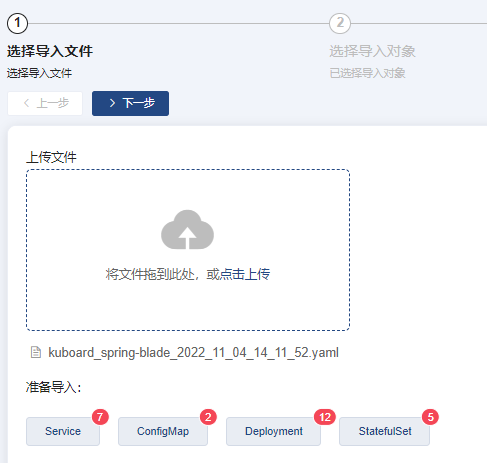 1
2
选择导入文件
选择导入对象
选择导入文件
已选择导入对象
上一步
下一步
上传文件
将文件拖到此处，或点击上传
kuboard_spring-blade_2022_11_04_14_11_52.yaml
准备导入：
Service 7
ConfigMap 2
Deployment 12
StatefulSet 5